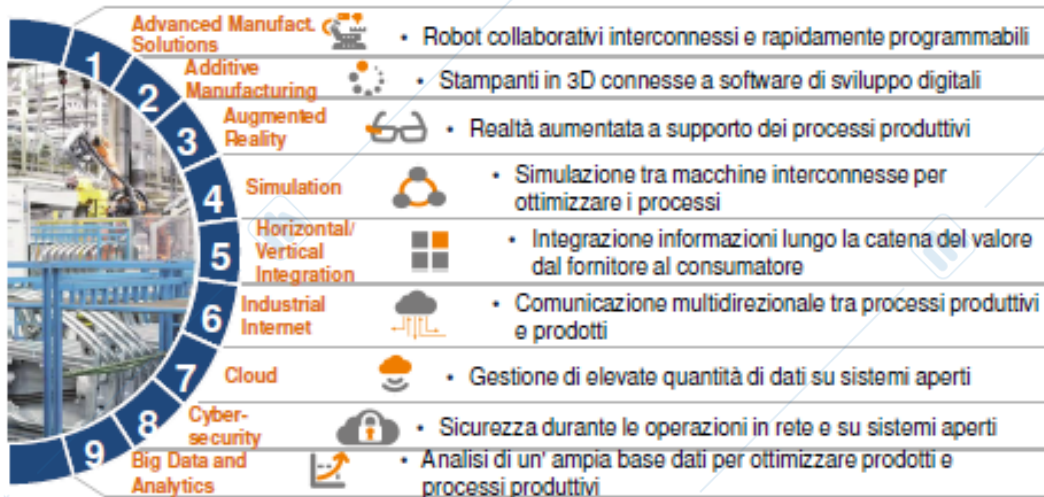 1
Advanced Manufact.
Solutions
• Robot collaborativi interconnessi e rapidamente programmabili
2
Additive
Manufacturing
• Stampanti in 3D connesse a software di sviluppo digitali
3
Augmented
Reality
• Realtà aumentata a supporto dei processi produttivi
4
Simulation
• Simulazione tra macchine interconnesse per
ottimizzare i processi
5
Horizontal/
Vertical
Integration
• Integrazione informazioni lungo la catena del valore
dal fornitore al consumatore
6
Industrial
Internet
• Comunicazione multidirezionale tra processi produttivi
e prodotti
7
Cloud
• Gestione di elevate quantità di dati su sistemi aperti
8
Cyber-
security
• Sicurezza durante le operazioni in rete e su sistemi aperti
9
Big Data and
Analytics
• Analisi di un' ampia base dati per ottimizzare prodotti e
processi produttivi